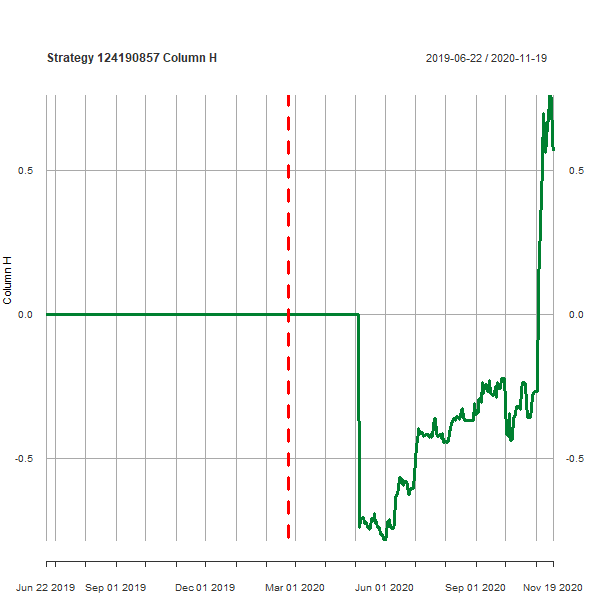 Strategy 124190857 Column H
2019-06-22 / 2020-11-19
0.5
0.5
Column H
0.0
0.0
-0.5
-0.5
Jun 22 2019
Sep 01 2019
Dec 01 2019
Mar 01 2020
Jun 01 2020
Sep 01 2020
Nov 19 2020